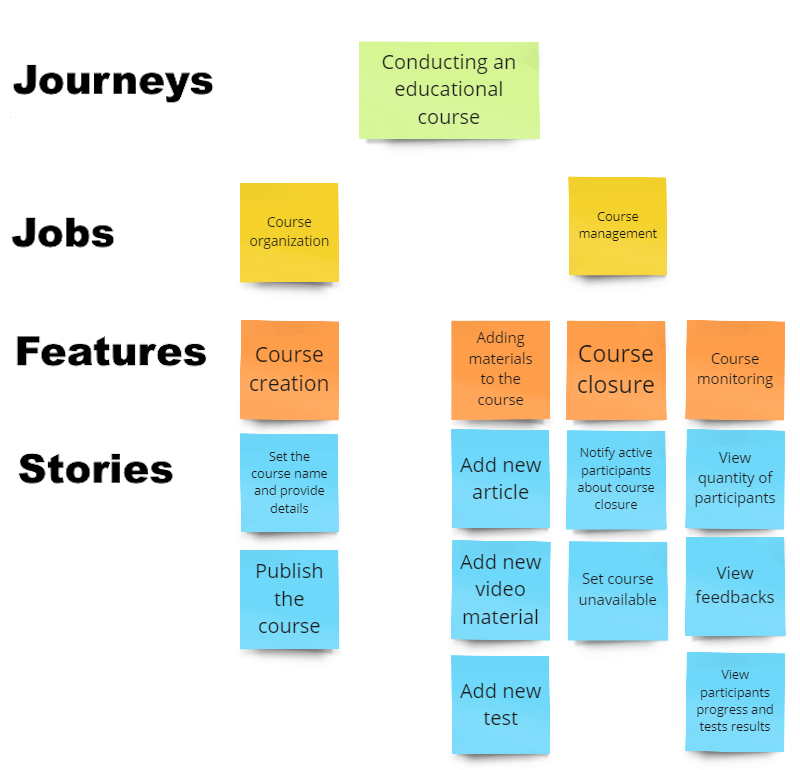 Journeys
Conducting an
educational
course
Jobs
Course
organization
Course
management
Features
Course
creation
Adding
materials
to the
course
Course
closure
Course
monitoring
Stories
Set the
course name
and provide
details
Add new
article
Notify active
participants
about course
closure
View
quantity of
participants
Publish
the
course
Add new
video
material
Set course
unavailable
View
feedbacks
Add new
test
View
participants
progress and
tests results